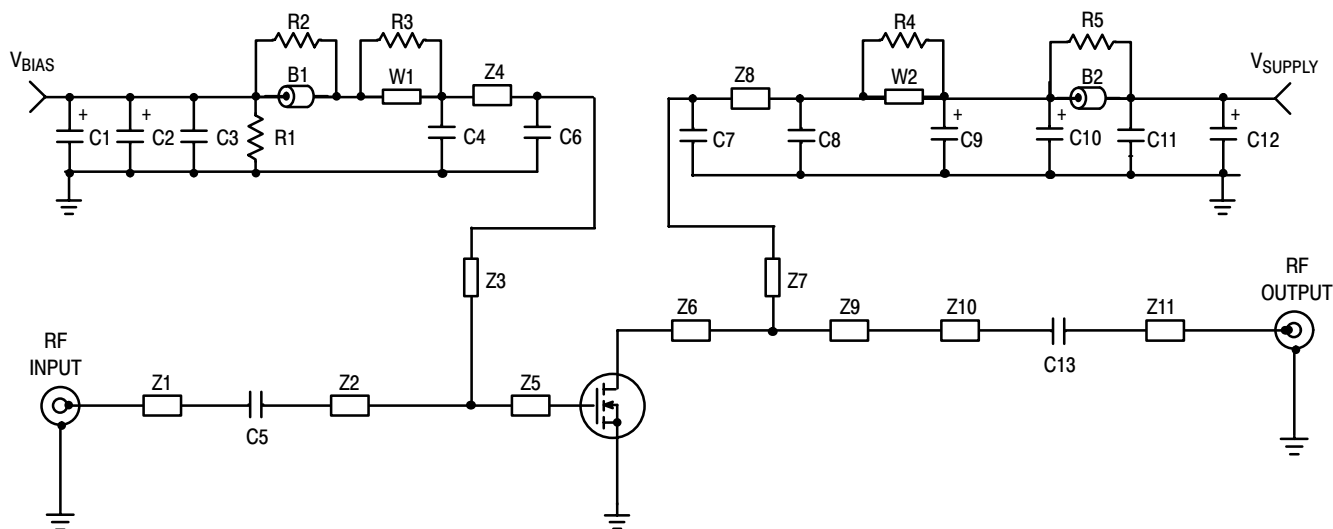 R2
R3
R4
R5
VBIAS
B1
W1
Z4
Z8
W2
B2
VSUPPLY
+
C1
+
C2
C3
R1
C4
C6
C7
C8
+
C9
+
C10
C11
+
C12
Z3
Z7
RF
OUTPUT
Z6
Z9
Z10
Z11
C13
RF
INPUT
Z1
Z2
Z5
C5